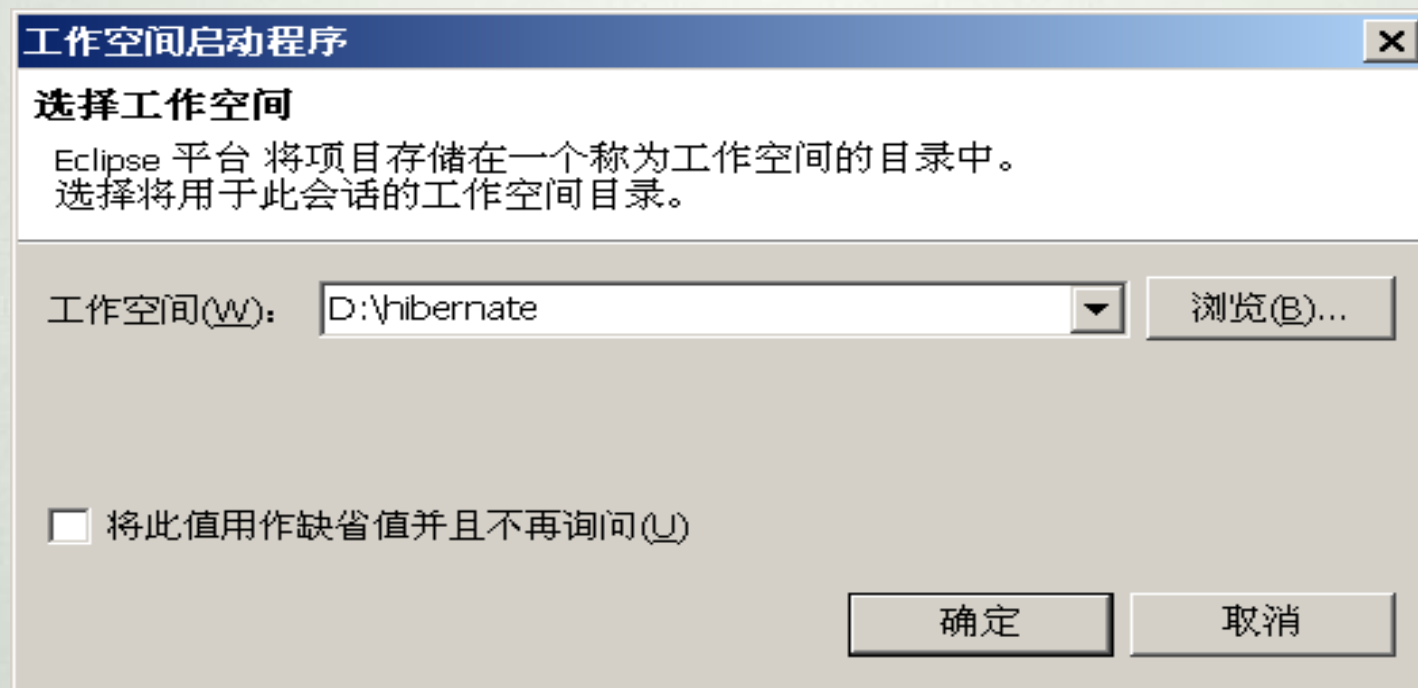 工作空间启动程序
选择工作空间
Eclipse 平台 将项目存储在一个称为工作空间的目录中。
选择将用于此会话的工作空间目录。
工作空间(W)： D:\hibernate 浏览(B)...
将此值用作缺省值并且不再询问(U)
确定 取消